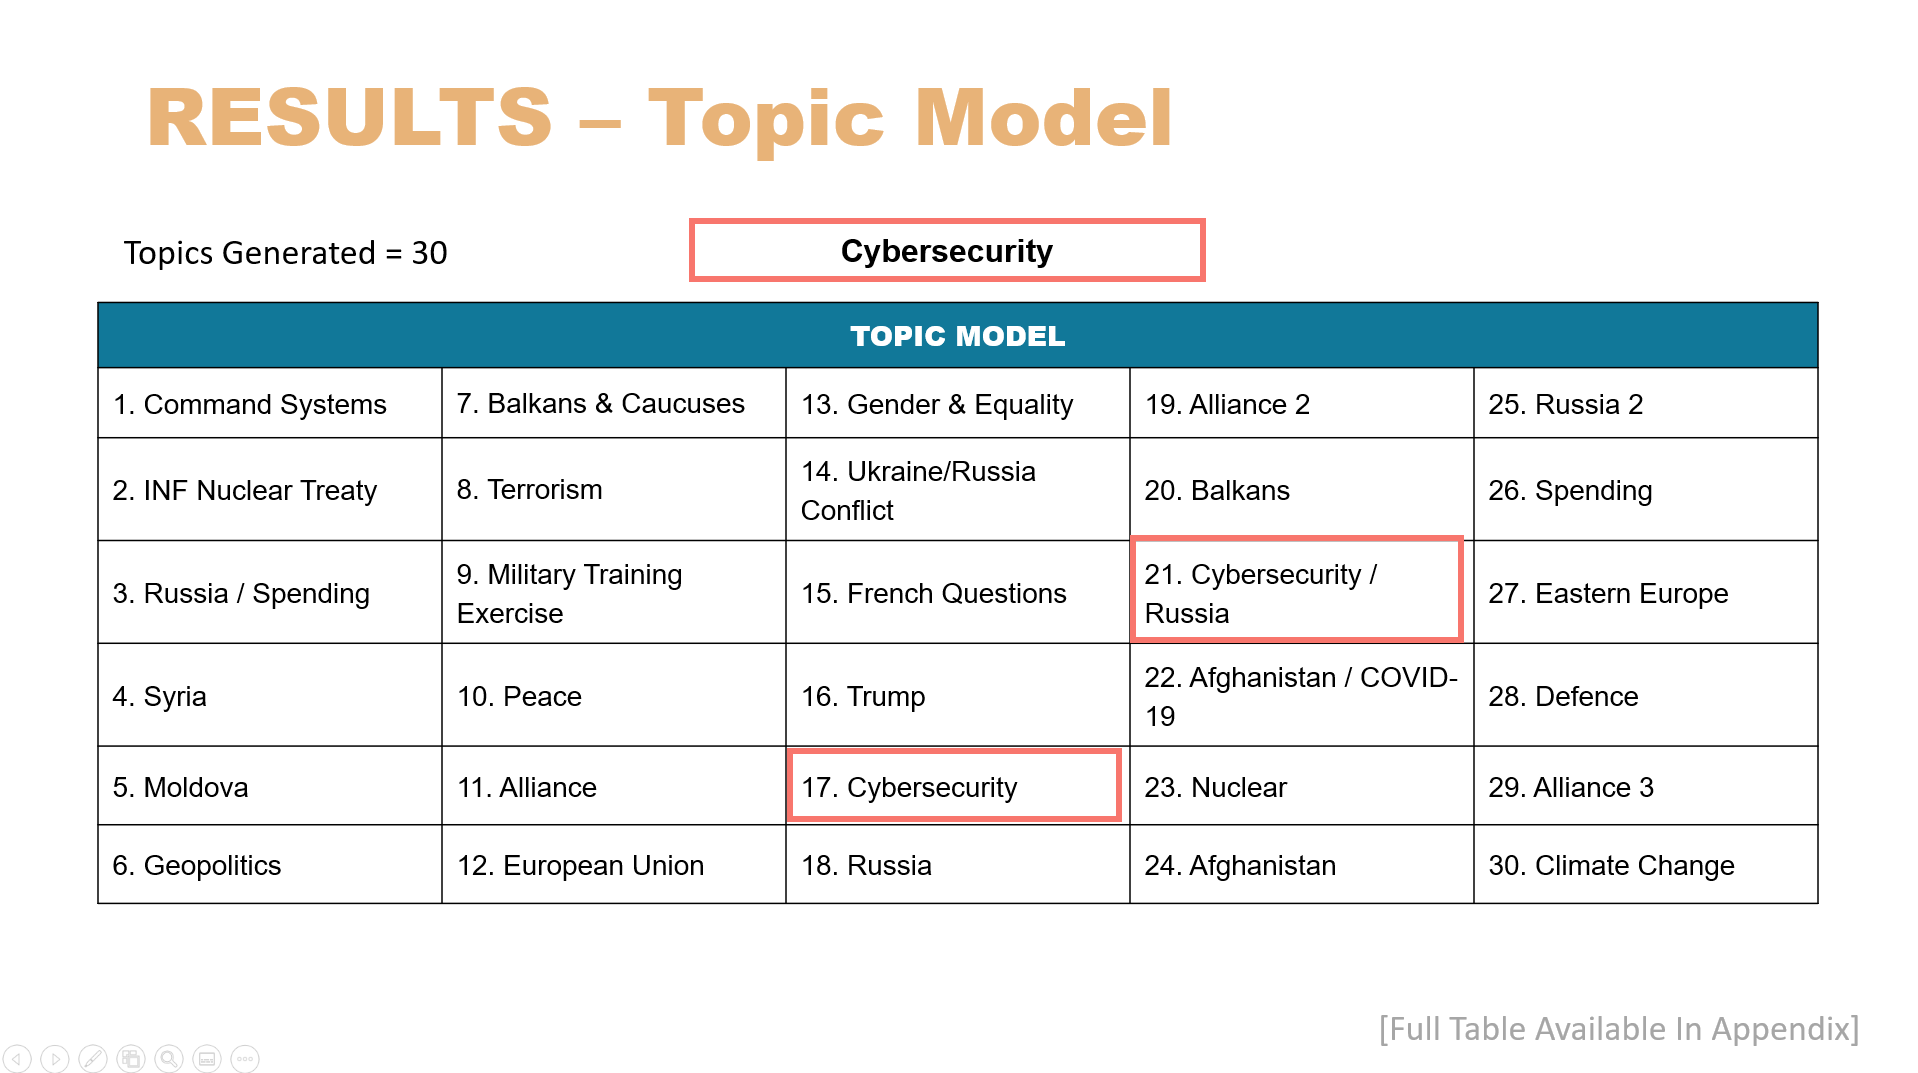 RESULTS – Topic Model
Topics Generated = 30
Cybersecurity
TOPIC MODEL
1. Command Systems
7. Balkans & Caucuses
13. Gender & Equality
19. Alliance 2
25. Russia 2
2. INF Nuclear Treaty
8. Terrorism
14. Ukraine/Russia
Conflict
20. Balkans
26. Spending
3. Russia / Spending
9. Military Training
Exercise
15. French Questions
21. Cybersecurity /
Russia
27. Eastern Europe
4. Syria
10. Peace
16. Trump
22. Afghanistan / COVID-
19
28. Defence
5. Moldova
11. Alliance
17. Cybersecurity
23. Nuclear
29. Alliance 3
6. Geopolitics
12. European Union
18. Russia
24. Afghanistan
30. Climate Change
[Full Table Available In Appendix]